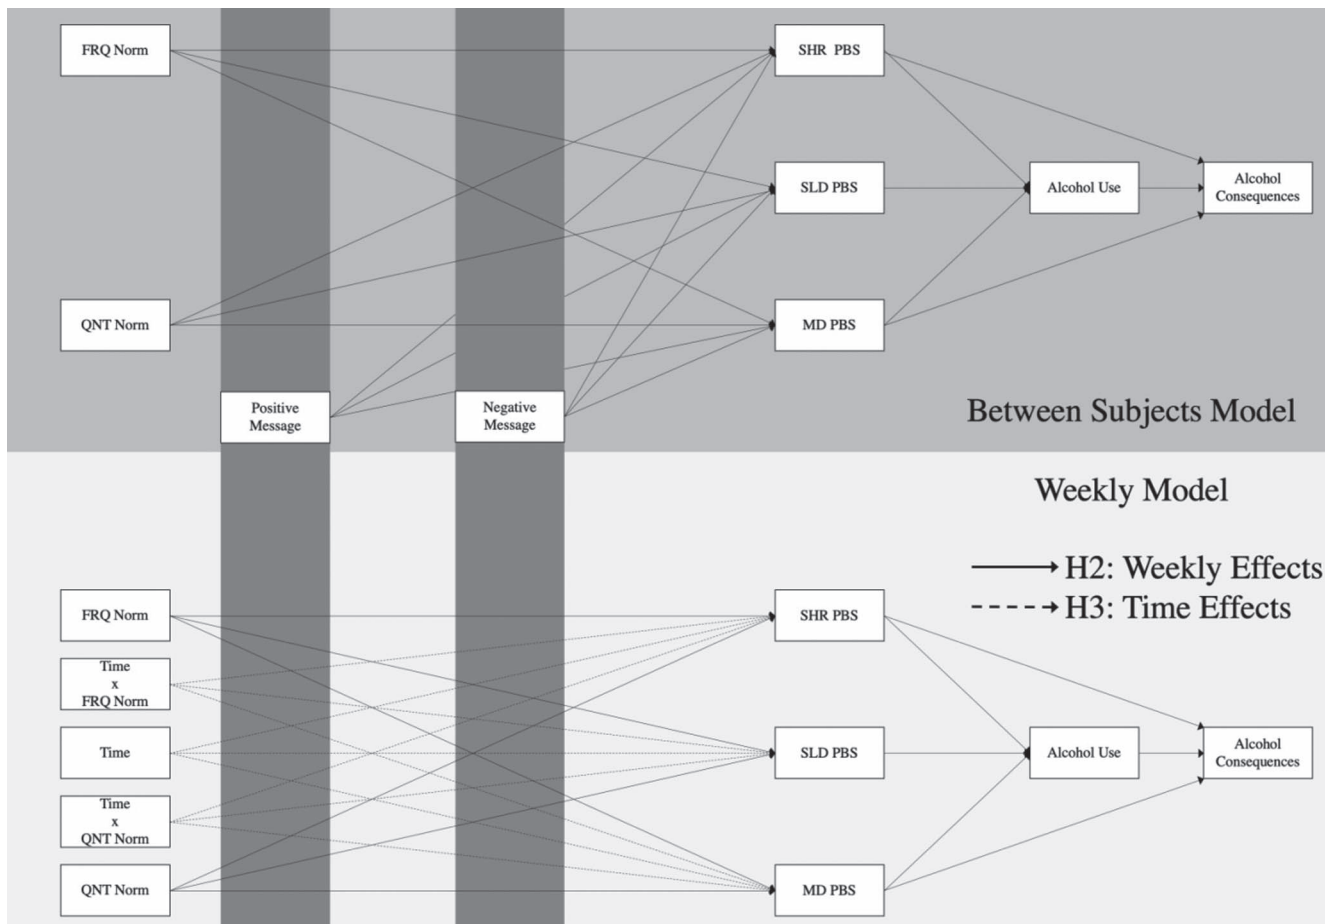 FRQ Norm
SHR PBS
SLD PBS
Alcohol Use
Alcohol
Consequences
QNT Norm
MD PBS
Positive
Message
Negative
Message
Between Subjects Model
Weekly Model
H2: Weekly Effects
H3: Time Effects
FRQ Norm
SHR PBS
Time
x
FRQ Norm
Time
SLD PBS
Alcohol Use
Alcohol
Consequences
Time
x
QNT Norm
QNT Norm
MD PBS